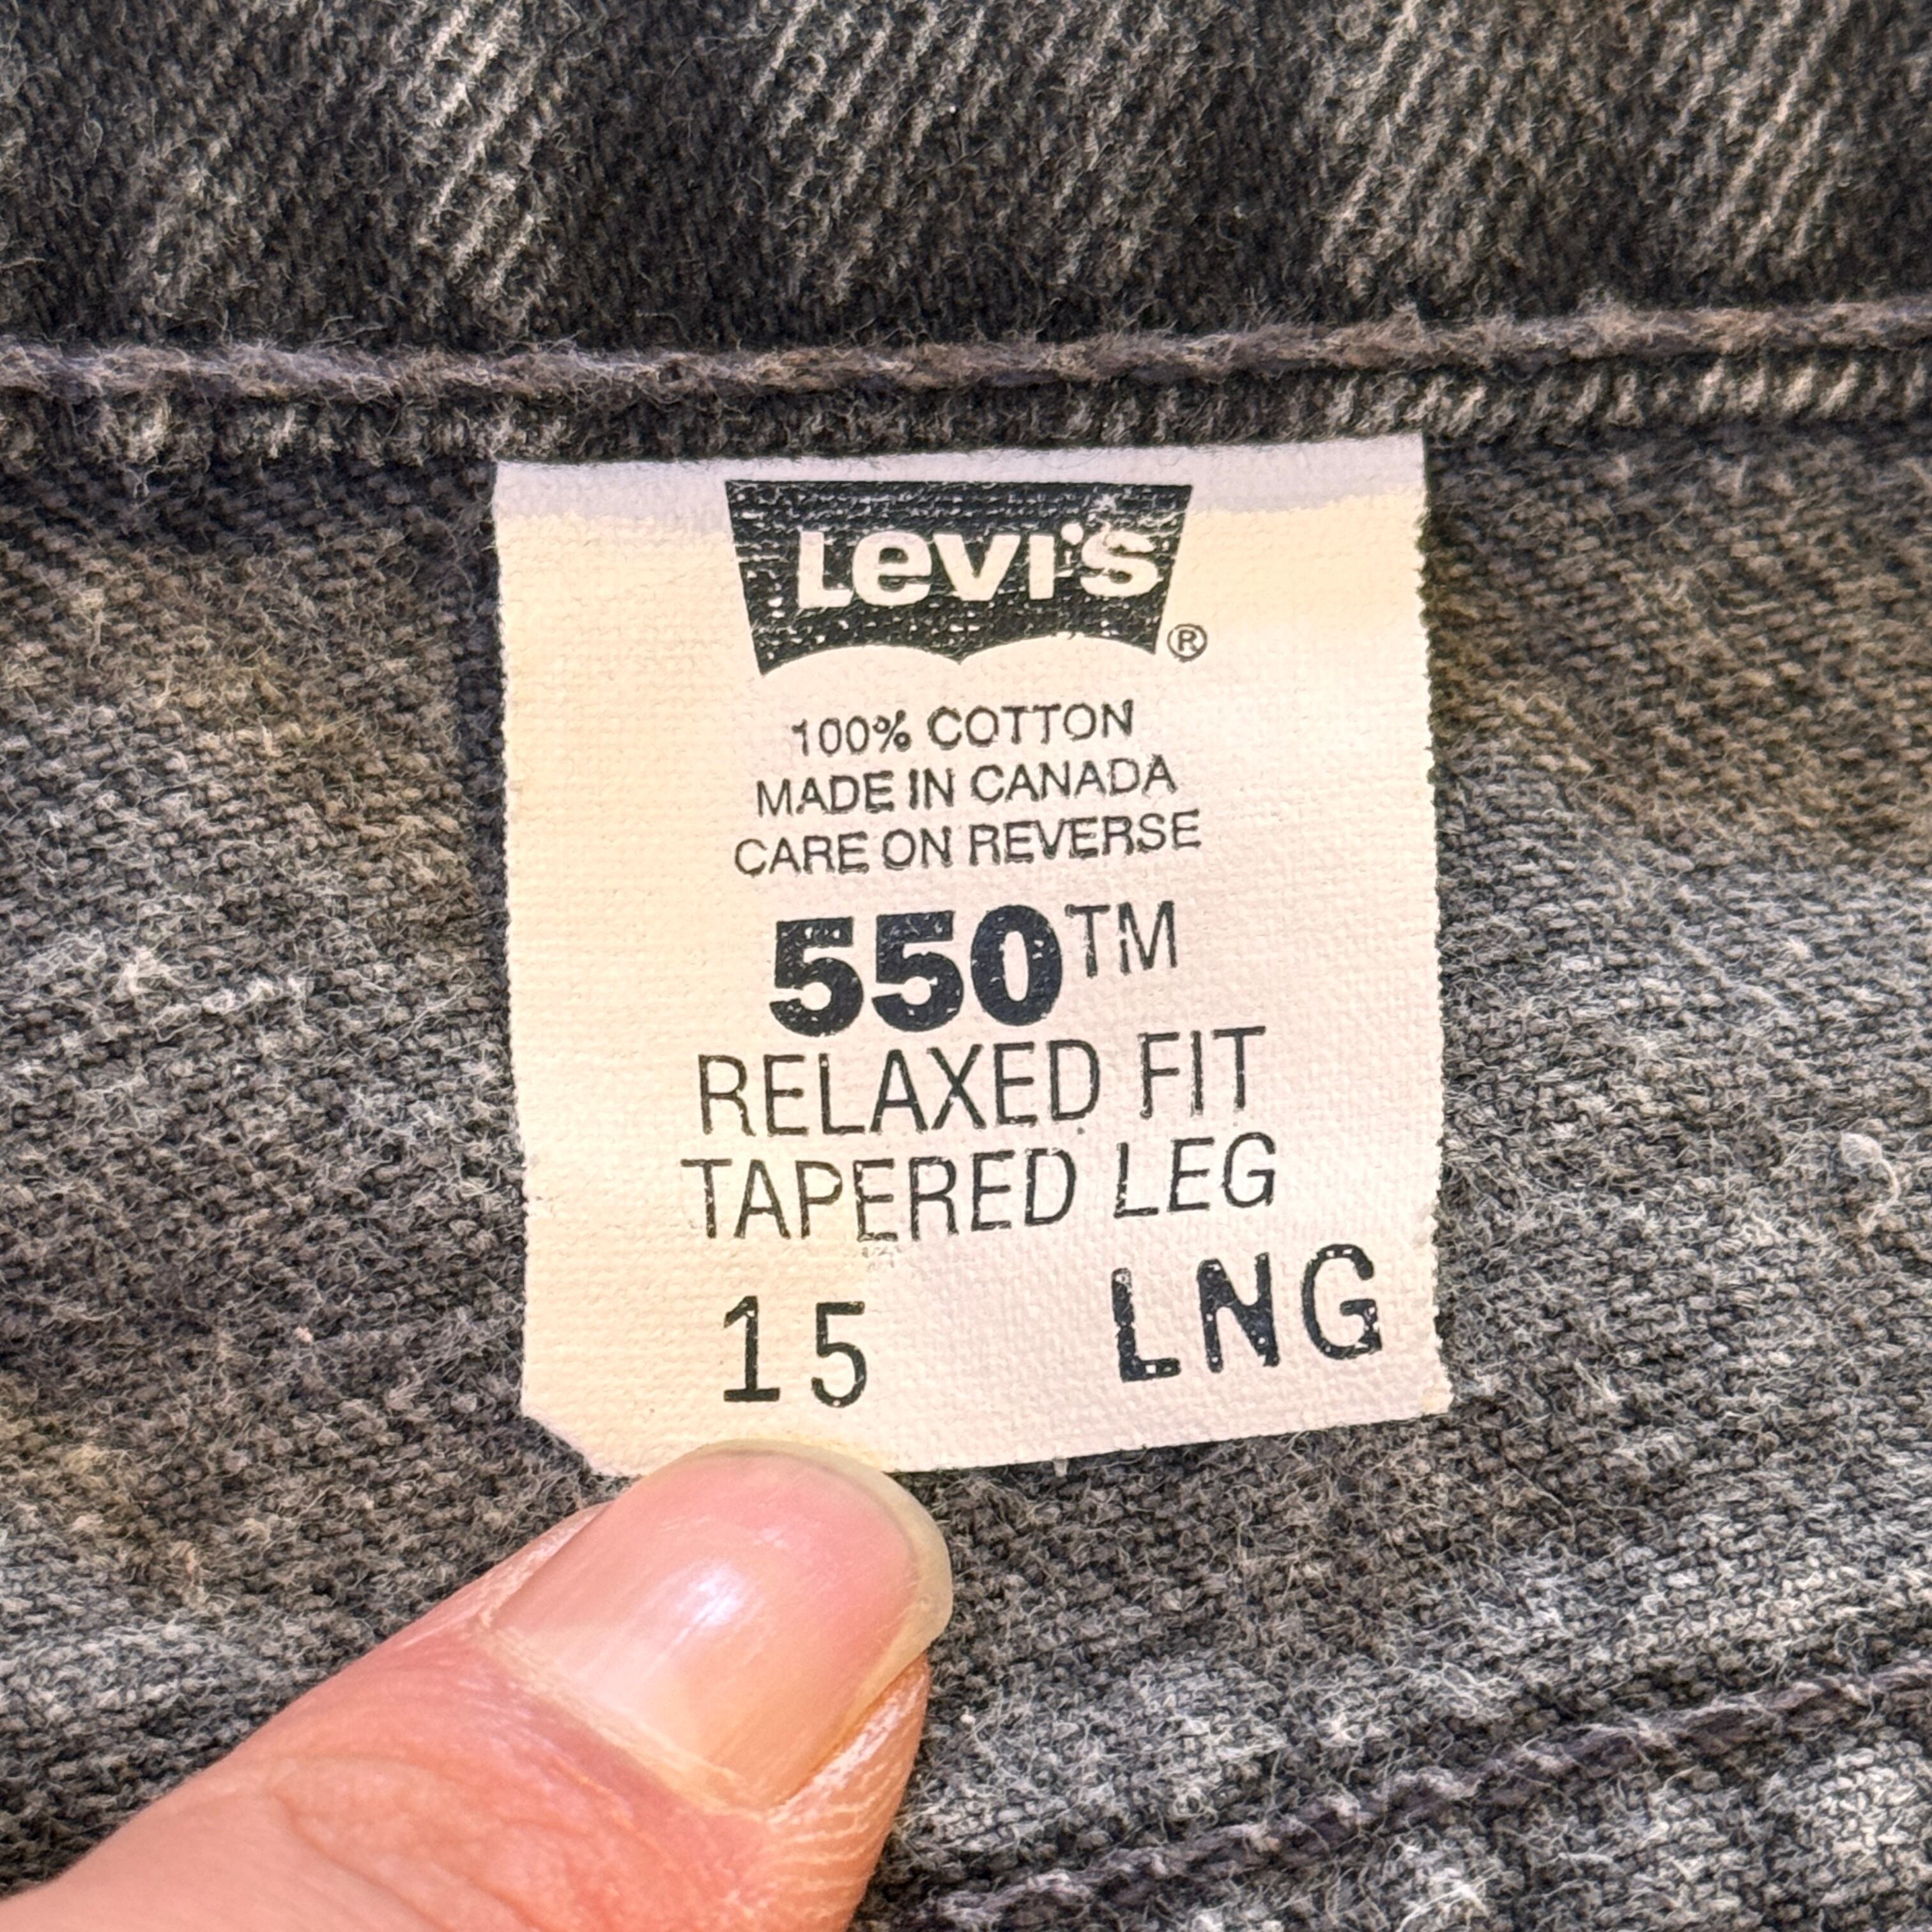 Levi's ®
100% COTTON
MADE IN CANADA
CARE ON REVERSE
550™
RELAXED FIT
TAPERED LEG
15 LNG